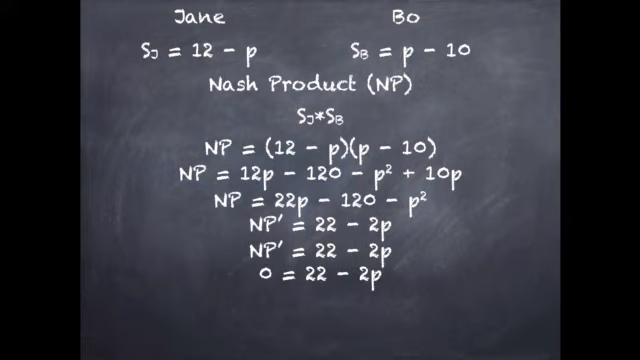 Jane Bo
SJ = 12 - p SB = p - 10
Nash Product (NP)
SJ*SB
NP = (12 - p)(p - 10)
NP = 12p - 120 - p² + 10p
NP = 22p - 120 - p²
NP' = 22 - 2p
NP' = 22 - 2p
0 = 22 - 2p